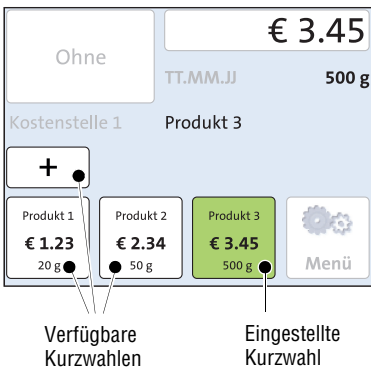 € 3.45
Ohne
TT.MM.JJ 500 g
Kostenstelle 1 Produkt 3
+
Produkt 1 Produkt 2 Produkt 3
€ 1.23 € 2.34 € 3.45
20 g 50 g 500 g Menü
Verfügbare Eingestellte
Kurzwahlen Kurzwahl